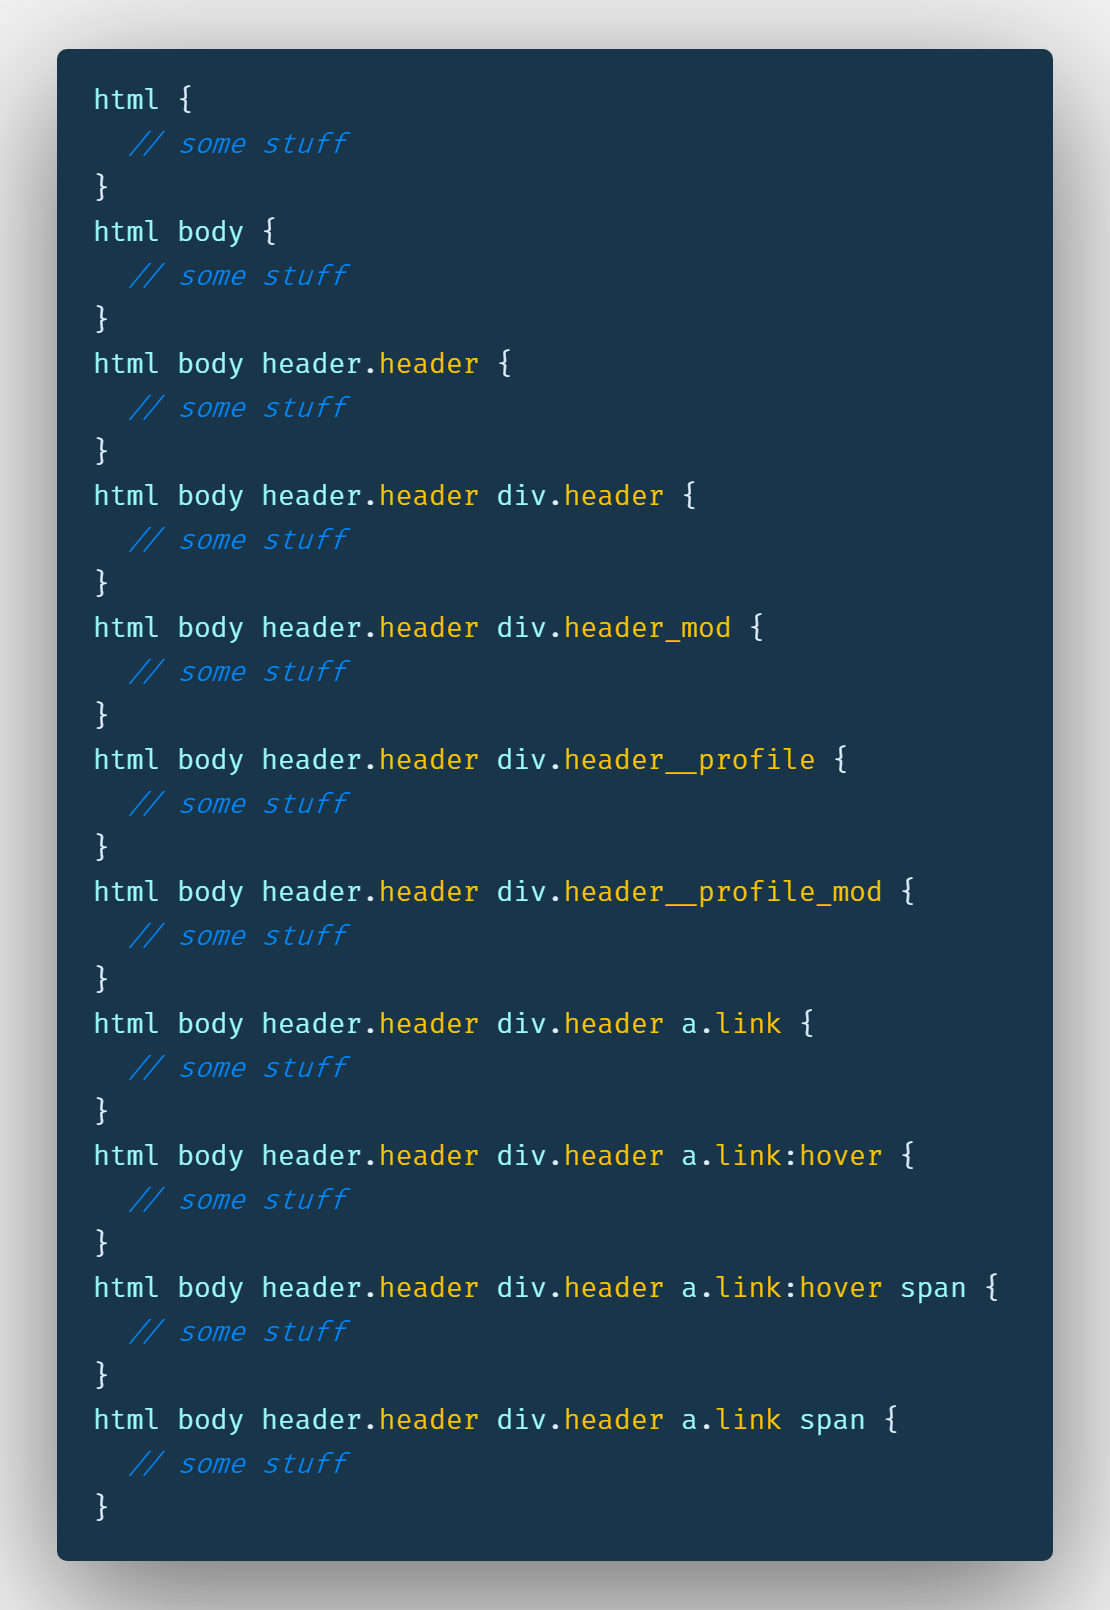 html {
  // some stuff
}
html body {
  // some stuff
}
html body header.header {
  // some stuff
}
html body header.header div.header {
  // some stuff
}
html body header.header div.header_mod {
  // some stuff
}
html body header.header div.header__profile {
  // some stuff
}
html body header.header div.header__profile_mod {
  // some stuff
}
html body header.header div.header a.link {
  // some stuff
}
html body header.header div.header a.link:hover {
  // some stuff
}
html body header.header div.header a.link:hover span {
  // some stuff
}
html body header.header div.header a.link span {
  // some stuff
}